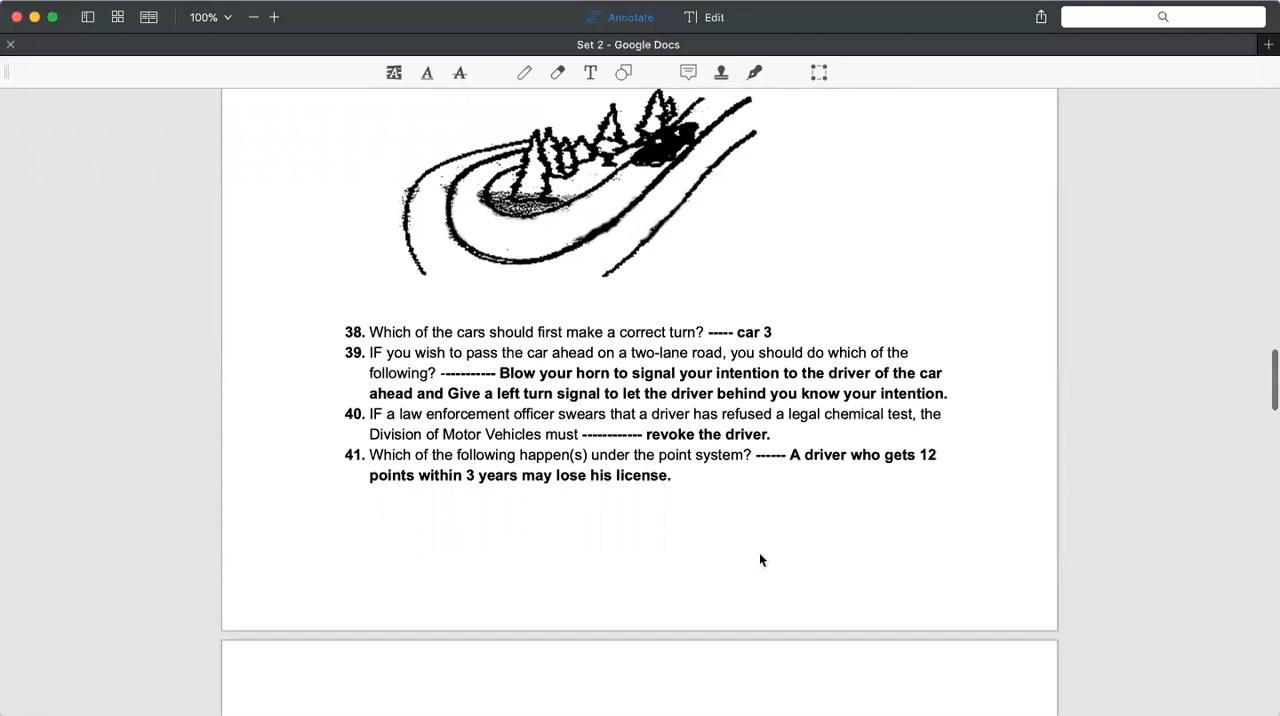 100%
Annotate
Edit
Set 2 - Google Docs
38. Which of the cars should first make a correct turn? ----- car 3
39. IF you wish to pass the car ahead on a two-lane road, you should do which of the
following? ----------- Blow your horn to signal your intention to the driver of the car
ahead and Give a left turn signal to let the driver behind you know your intention.
40. IF a law enforcement officer swears that a driver has refused a legal chemical test, the
Division of Motor Vehicles must ------------ revoke the driver.
41. Which of the following happen(s) under the point system? ------ A driver who gets 12
points within 3 years may lose his license.